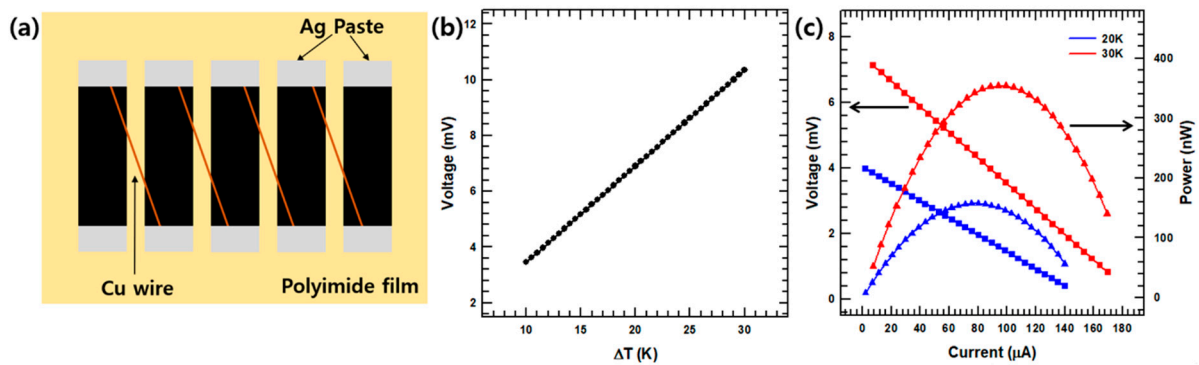 (a)
Ag Paste
Cu wire
Polyimide film
(b)
Voltage (mV)
12
10
8
6
4
2
10
15
20
25
30
ΔT (K)
(c)
20K
30K
Voltage (mV)
8
6
4
2
0
Power (nW)
400
300
200
100
0
0
20
40
60
80
100
120
140
160
180
Current (μA)